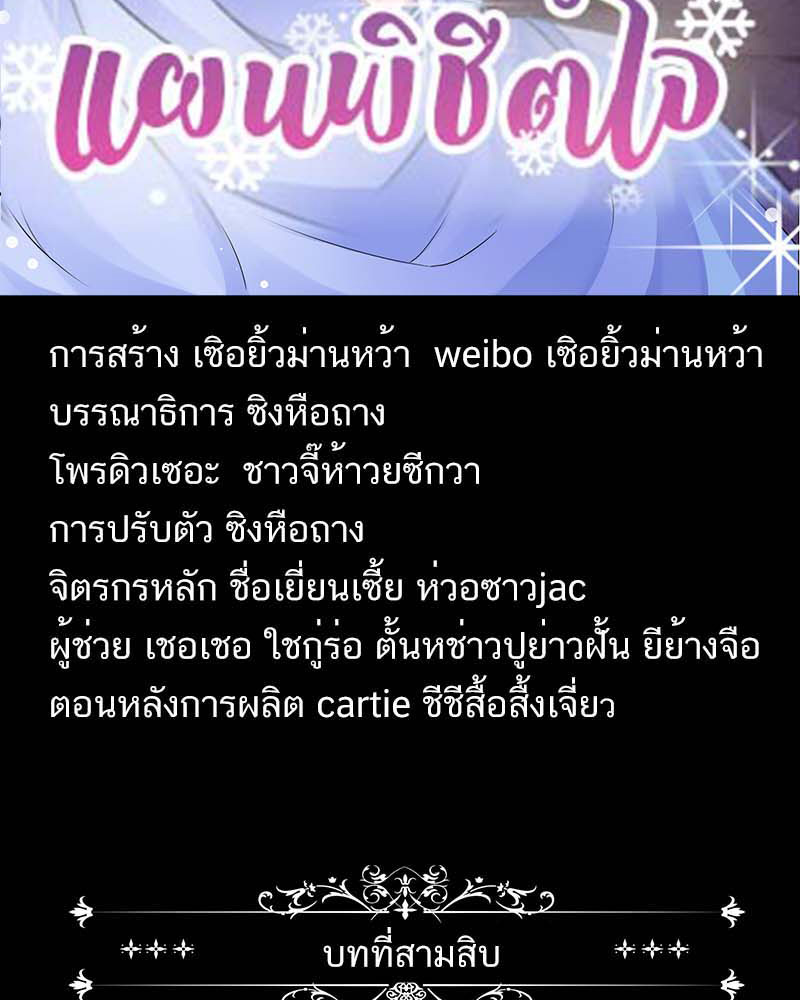 แผนพิชิตใจ
การสร้าง เซิอยิ้วม่านหว้า weibo เซิอยิ้วม่านหว้า
บรรณาธิการ ซิงหือถาง
โพรดิวเซอะ ชาวจี๊ห้าวยซีกวา
การปรับตัว ซิงหือถาง
จิตรกรหลัก ชื่อเยี่ยนเซี้ย ห่วอซาวjac
ผู้ช่วย เชอเชอ ใชกู่ร่อ ตั้นหช่าวปูย่าวฝั้น ยีย้างจือ
ตอนหลังการผลิต cartie ชีชีสื้อสิ้งเจี่ยว
บทที่สามสิบ